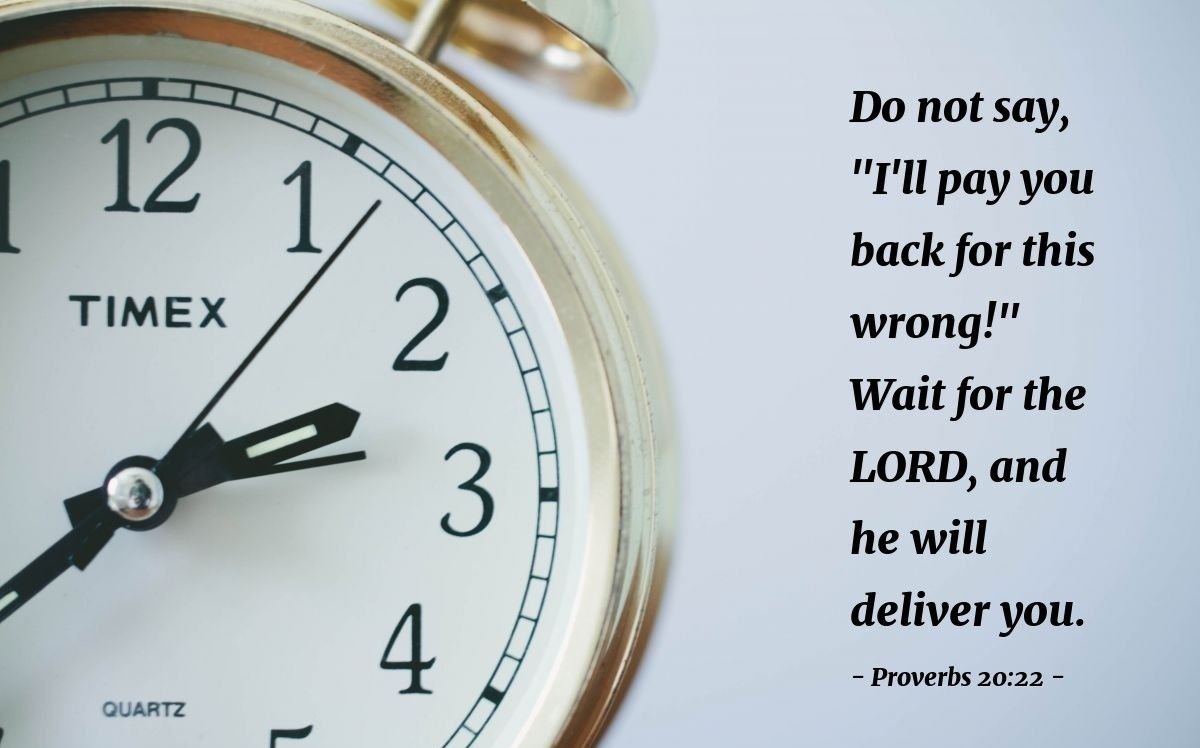 12
1
TIMEX
2
3
4
QUARTZ
Do not say,
"I'll pay you
back for this
wrong!"
Wait for the
LORD, and
he will
deliver you.
- Proverbs 20:22 -